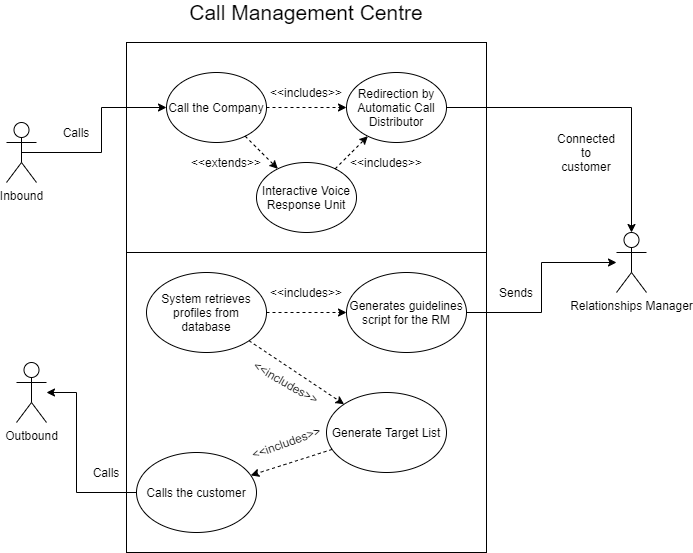 Call Management Centre
Call the Company
<<includes>>
Redirection by
Automatic Call
Distributor
Calls
<<extends>>
<<includes>>
Connected
to
customer
Inbound
Interactive Voice
Response Unit
System retrieves
profiles from
database
<<includes>>
Generates guidelines
script for the RM
Sends
Relationships Manager
<<includes>>
Outbound
Generate Target List
<<includes>>
Calls
Calls the customer